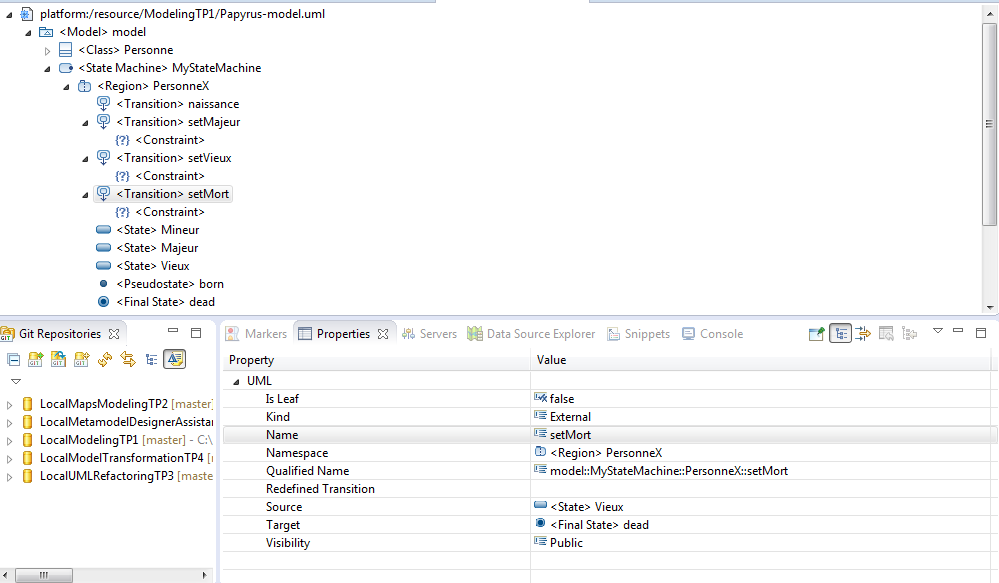 platform:/resource/ModelingTP1/Papyrus-model.uml
<Model> model
<Class> Personne
<State Machine> MyStateMachine
<Region> PersonneX
<Transition> naissance
<Transition> setMajeur
{?} <Constraint>
<Transition> setVieux
{?} <Constraint>
<Transition> setMort
{?} <Constraint>
<State> Mineur
<State> Majeur
<State> Vieux
<Pseudostate> born
<Final State> dead
Git Repositories
LocalMapsModelingTP2 [master]
LocalMetamodelDesignerAssista
LocalModelingTP1 [master] - C:\
LocalModelTransformationTP4 [
LocalUMLRefactoringTP3 [maste
Markers Properties Servers Data Source Explorer Snippets Console
Property Value
UML
Is Leaf false
Kind External
Name setMort
Namespace <Region> PersonneX
Qualified Name model::MyStateMachine::PersonneX::setMort
Redefined Transition
Source <State> Vieux
Target <Final State> dead
Visibility Public